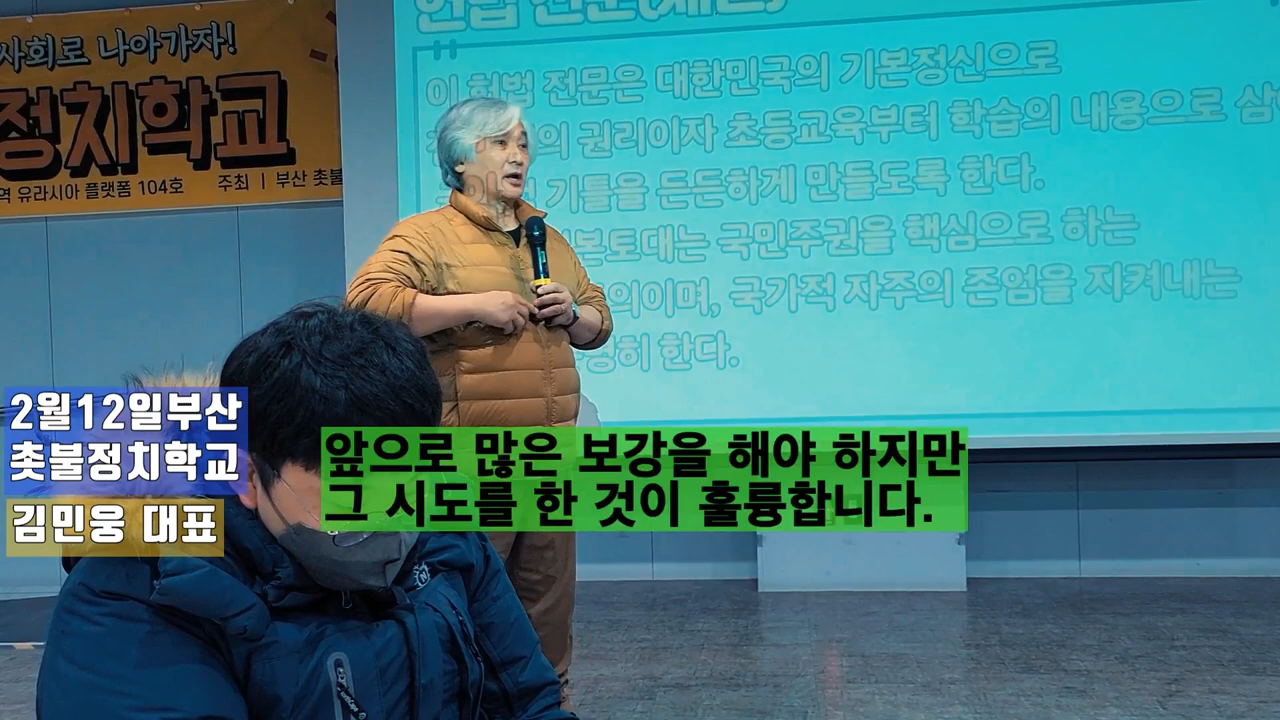 사회로 나아가자!
정치학교
역 유라시아 플랫폼 104호 주최 | 부산 촛불
헌법 전문(제안)
이 헌법 전문은 대한민국의 기본정신으로
의 권리이자 초등교육부터 학습의 내용으로 삼
기틀을 든든하게 만들도록 한다.
본토대는 국민주권을 핵심으로 하는
의이며, 국가적 자주의 존엄을 지켜내는
히 한다.
2월12일부산
촛불정치학교
김민웅 대표
앞으로 많은 보강을 해야 하지만
그 시도를 한 것이 훌륭합니다.